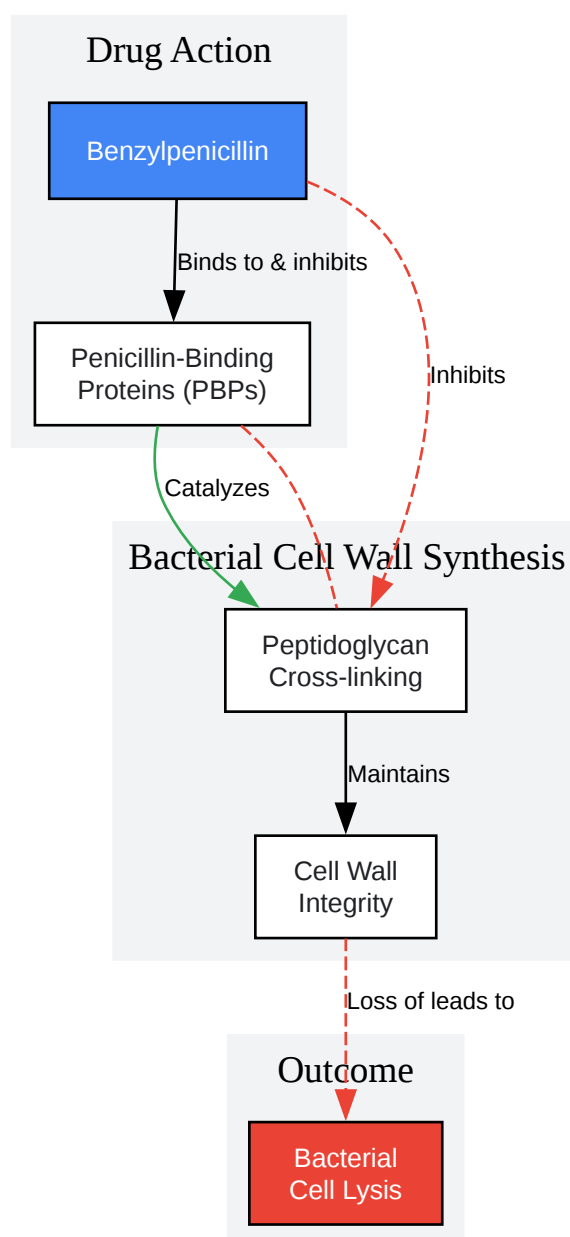 Drug Action
Benzylpenicillin
Binds to & inhibits
Penicillin-Binding
Proteins (PBPs)
Inhibits
Catalyzes
Bacterial Cell Wall Synthesis
Peptidoglycan
Cross-linking
Maintains
Cell Wall
Integrity
Loss of leads to
Outcome
Bacterial
Cell Lysis